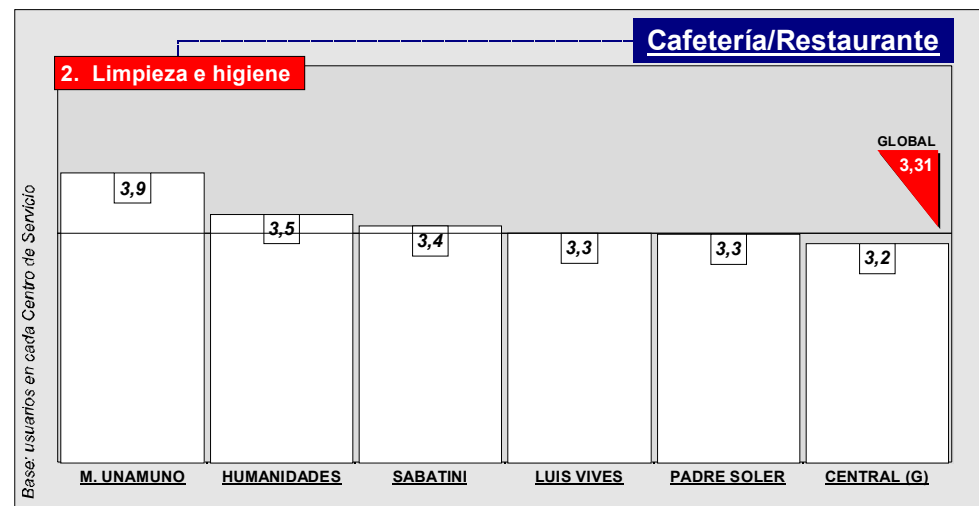 Cafetería/Restaurante
2. Limpieza e higiene
GLOBAL
3,31
3,9
3,5
3,4
3,3
3,3
3,2
Base: usuarios en cada Centro de Servicio
M. UNAMUNO
HUMANIDADES
SABATINI
LUIS VIVES
PADRE SOLER
CENTRAL (G)